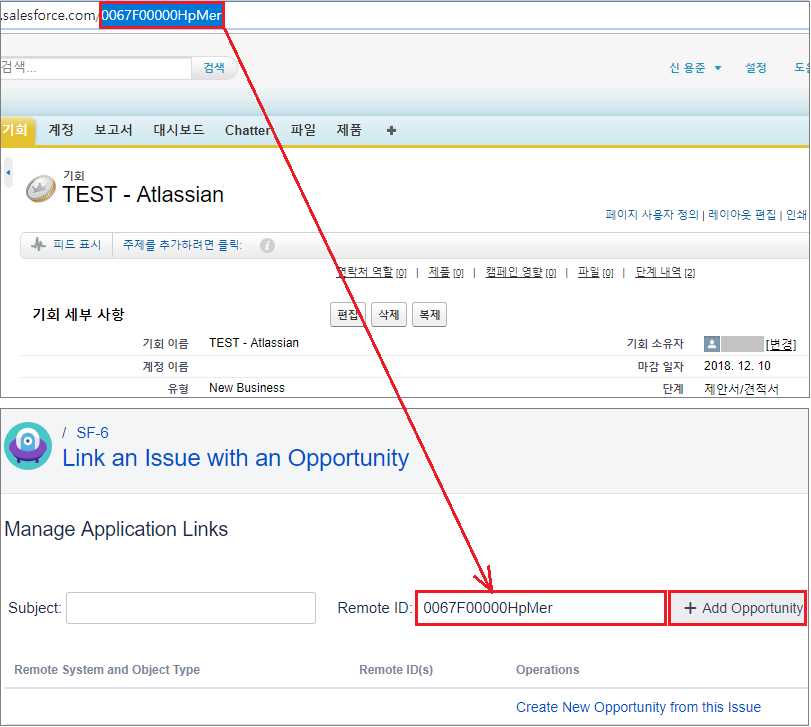 .salesforce.com/0067F00000HpMer
검색...
검색
신 용준
설정
기회 계정 보고서 대시보드 Chatter 파일 제품
기회
TEST - Atlassian
페이지 사용자 정의 | 레이아웃 편집 | 인쇄
피드 표시 주제를 추가하려면 클릭:
연락처 역할 [0] | 제품 [0] | 캠페인 영향 [0] | 파일 [0] | 단계 내역 [2]
기회 세부 사항 편집 삭제 복제
기회 이름 TEST - Atlassian 기회 소유자 [변경]
계정 이름 마감 일자 2018. 12. 10
유형 New Business 단계 제안서/견적서
/ SF-6
Link an Issue with an Opportunity
Manage Application Links
Subject: Remote ID: 0067F00000HpMer + Add Opportunity
Remote System and Object Type Remote ID(s) Operations
Create New Opportunity from this Issue